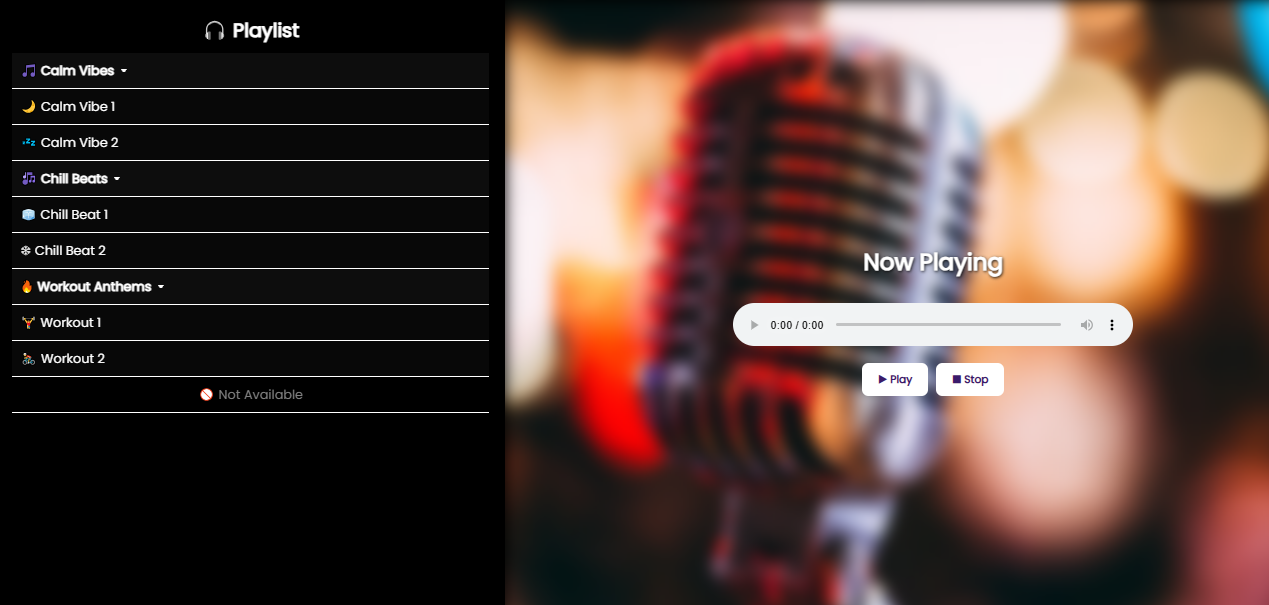 🎧 Playlist
🎵 Calm Vibes
🌙 Calm Vibe 1
💤 Calm Vibe 2
🎶 Chill Beats
🧊 Chill Beat 1
❄ Chill Beat 2
🔥 Workout Anthems
🏋 Workout 1
🚴 Workout 2
🚫 Not Available
Now Playing
0:00 / 0:00
▶ Play
■ Stop